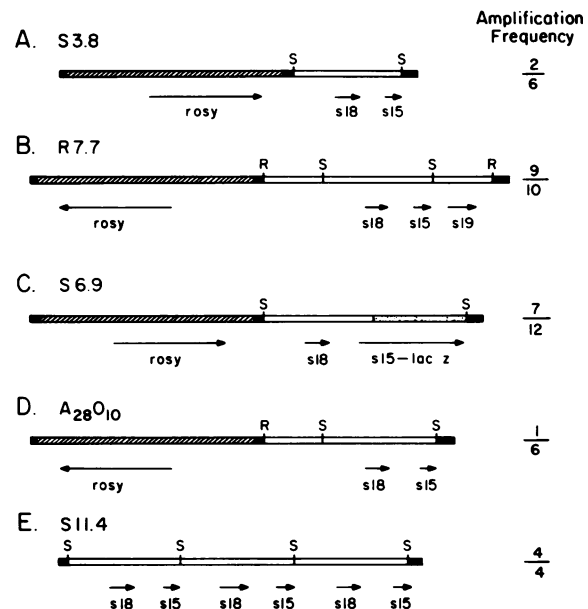 Amplification
Frequency
A. S3.8
S S
2/6
rosy s18 s15
B. R7.7
R S S R
9/10
rosy s18 s15 s19
C. S6.9
S S
7/12
rosy s18 s15-lac z
D. A₂₈O₁₀
R S S
1/6
rosy s18 s15
E. S11.4
S S S S
4/4
s18 s15 s18 s15 s18 s15